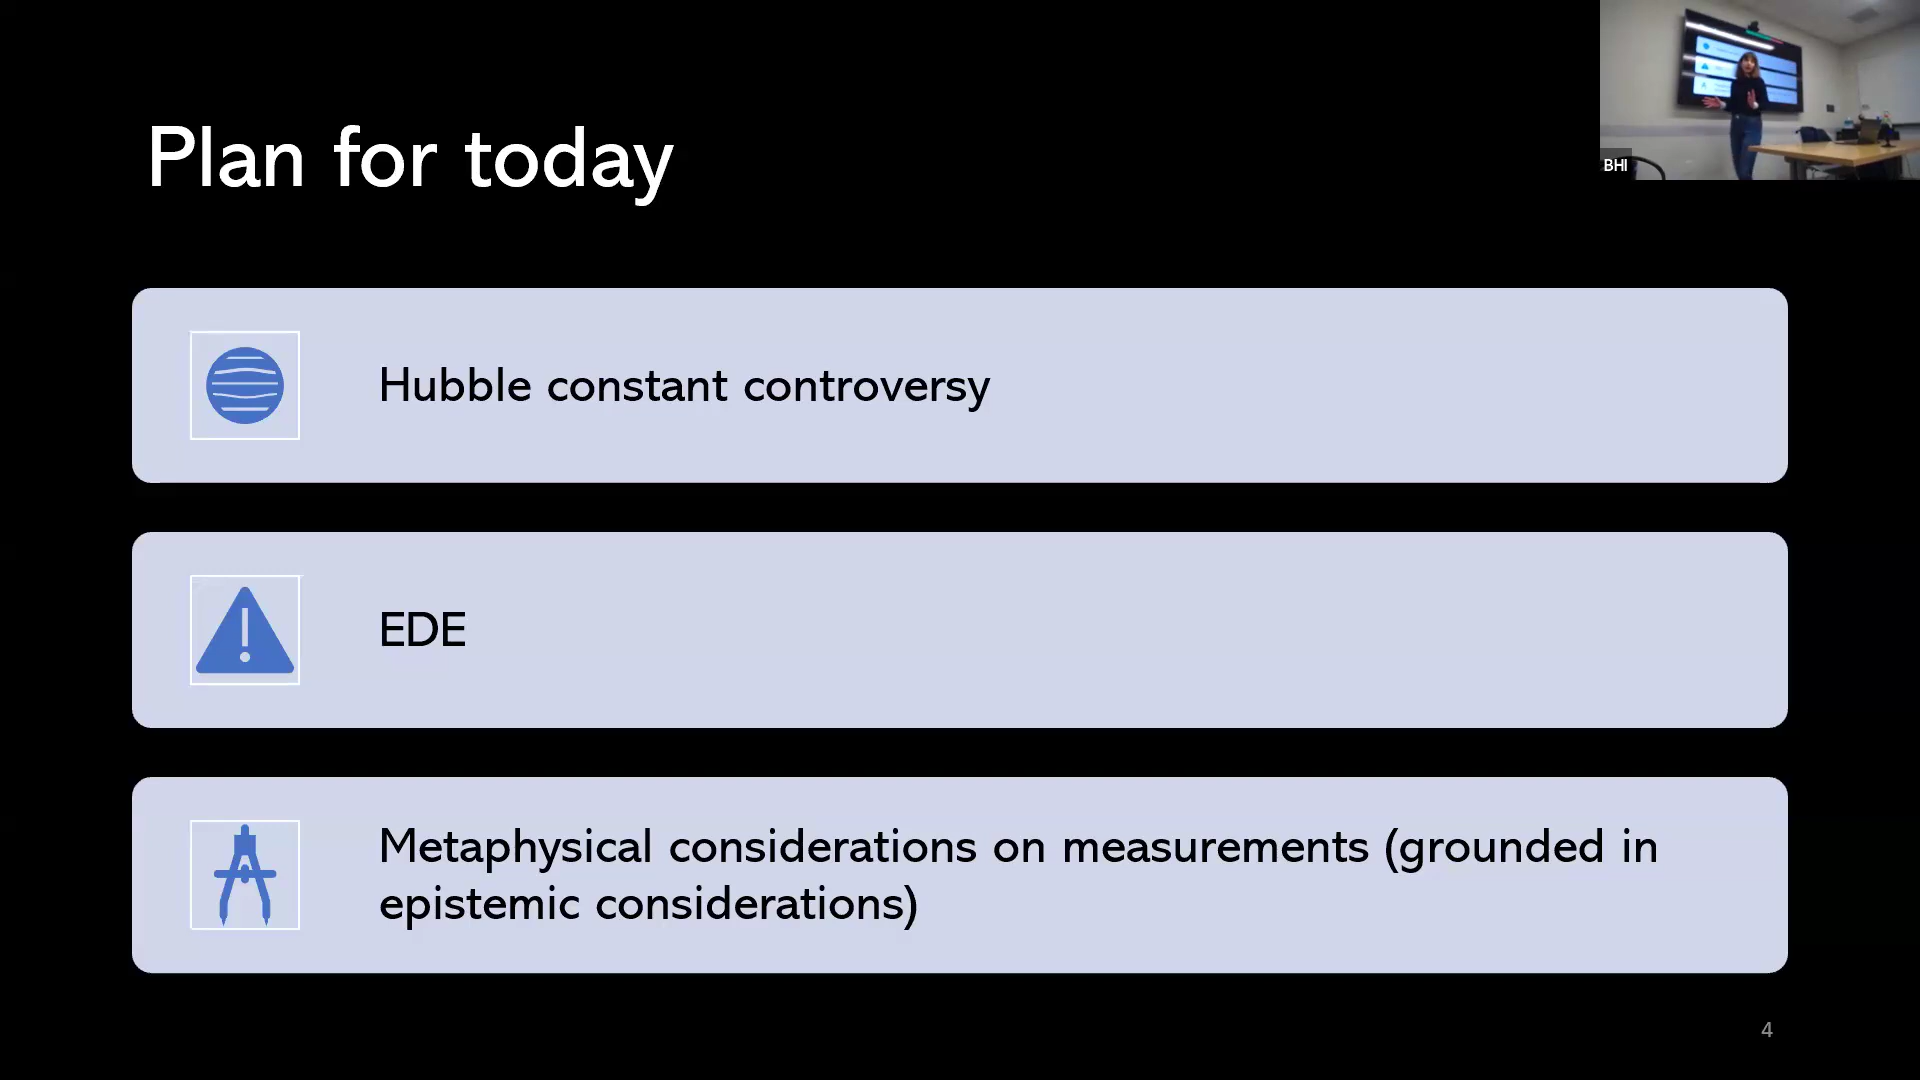 Plan for today
BHI
Hubble constant controversy
EDE
Metaphysical considerations on measurements (grounded in
epistemic considerations)
4